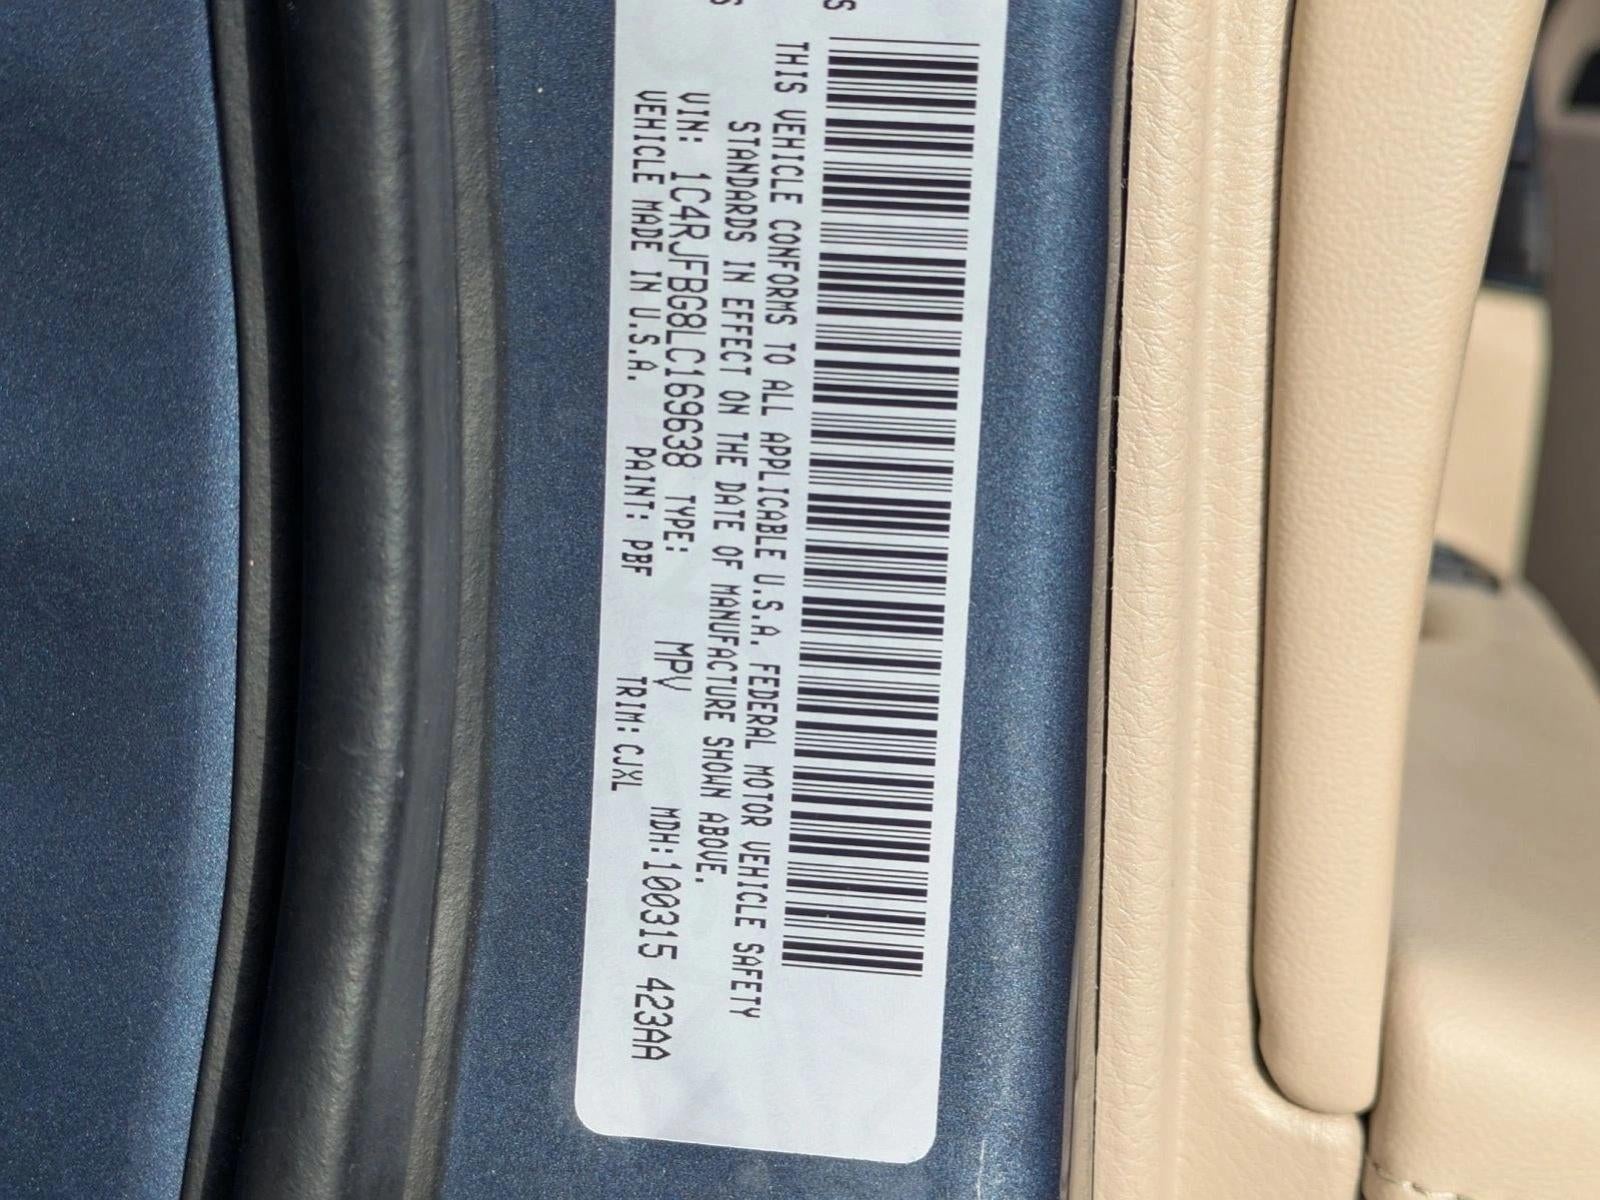 THIS VEHICLE CONFORMS TO ALL APPLICABLE U.S.A. FEDERAL MOTOR VEHICLE SAFETY
STANDARDS IN EFFECT ON THE DATE OF MANUFACTURE SHOWN ABOVE.
VIN: 1C4RJFBG8LC169638 TYPE: MPV MDH:100315 423AA
VEHICLE MADE IN U.S.A. PAINT: PBF TRIM:CJXL